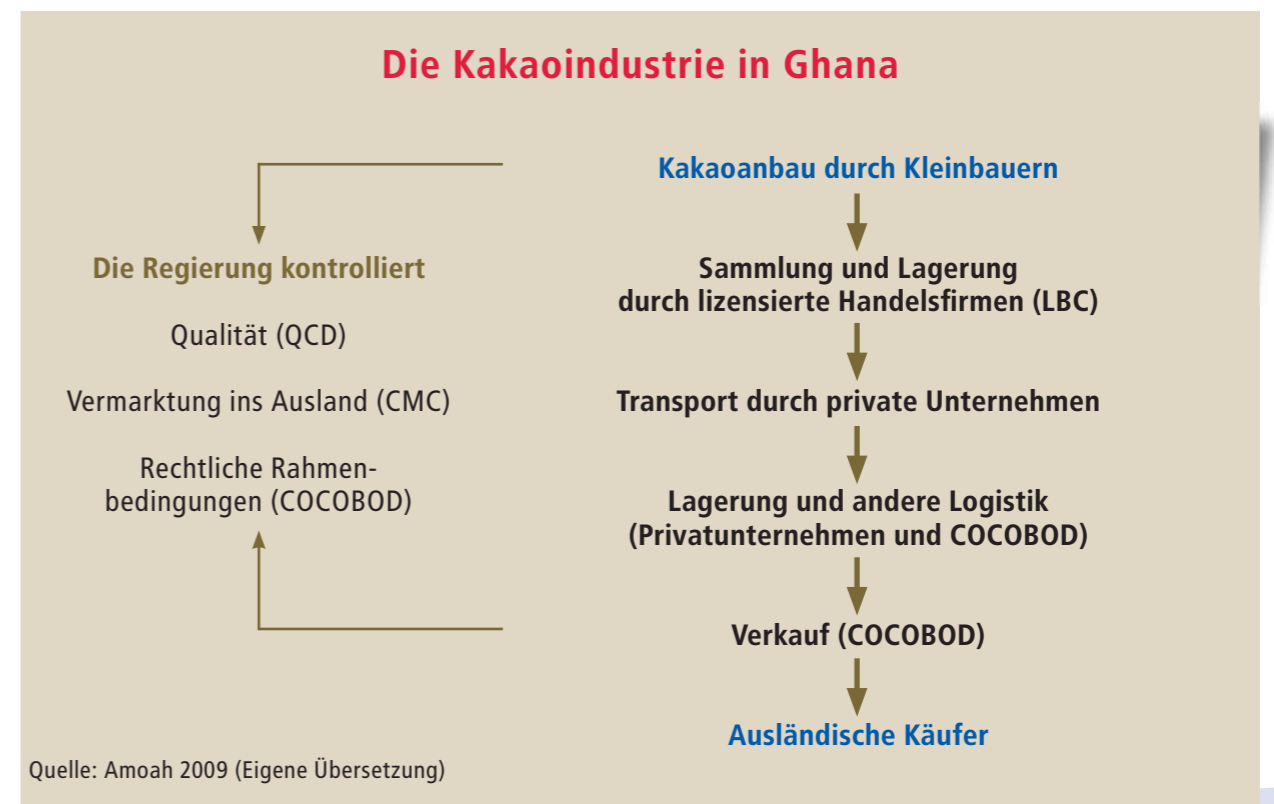 Die Kakaoindustrie in Ghana
Kakaoanbau durch Kleinbauern
Die Regierung kontrolliert
Qualität (QCD)
Vermarktung ins Ausland (CMC)
Rechtliche Rahmen-
bedingungen (COCOBOD)
Sammlung und Lagerung
durch lizensierte Handelsfirmen (LBC)
Transport durch private Unternehmen
Lagerung und andere Logistik
(Privatunternehmen und COCOBOD)
Verkauf (COCOBOD)
Ausländische Käufer
Quelle: Amoah 2009 (Eigene Übersetzung)